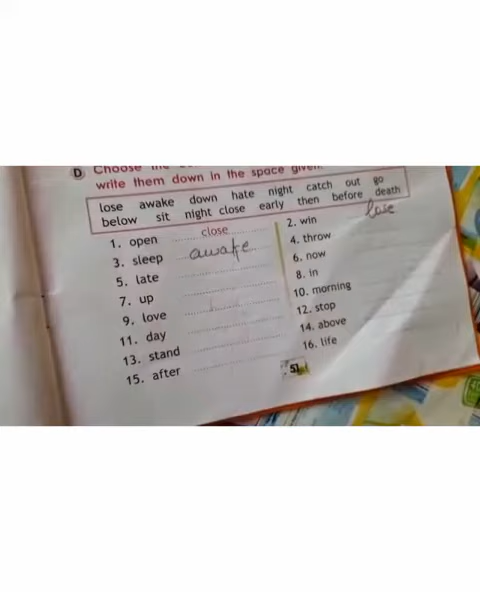 D Choose the
write them down in the space given.
lose awake down hate night catch out go
below sit night close early then before death
1. open close 2. win lose
3. sleep awake 4. throw
5. late 6. now
7. up 8. in
9. love 10. morning
11. day 12. stop
13. stand 14. above
15. after 16. life
51